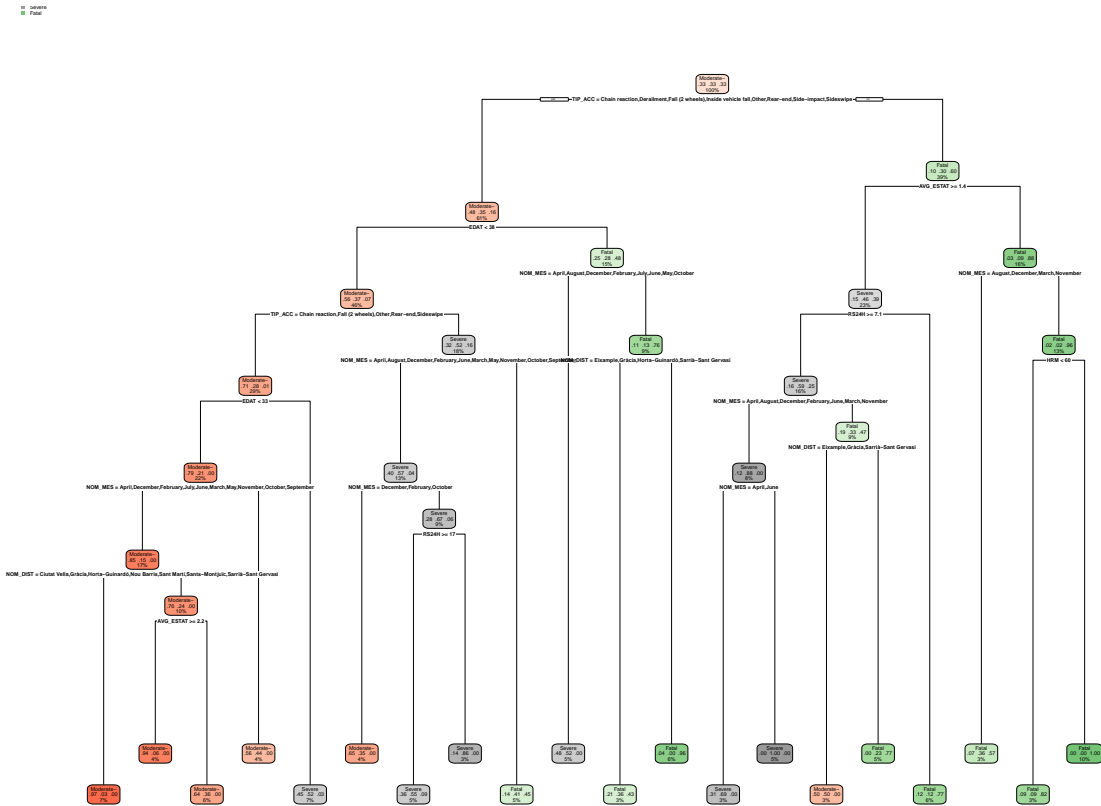 Severe
Fatal
Moderate-
.33 .33 .33
100%
TIP_ACC = Chain reaction,Derailment,Fall (2 wheels),Inside vehicle fall,Other,Rear-end,Side-impact,Sideswipe
Fatal
.10 .30 .60
39%
AVG_ESTAT >= 1.4
Moderate-
.48 .35 .16
61%
EDAT < 38
Fatal
.25 .28 .48
15%
NOM_MES = April,August,December,February,July,June,May,October
Fatal
.03 .09 .88
16%
NOM_MES = August,December,March,November
Moderate-
.56 .37 .07
46%
TIP_ACC = Chain reaction,Fall (2 wheels),Other,Rear-end,Sideswipe
Severe
.15 .46 .39
23%
RS24H >= 7.1
Severe
.32 .52 .16
18%
NOM_MES = April,August,December,February,June,March,May,November,October,September
Fatal
.11 .13 .76
9%
NOM_DIST = Eixample,Gràcia,Horta-Guinardó,Sarrià-Sant Gervasi
Fatal
.02 .02 .96
13%
HRM < 60
Moderate-
.71 .28 .01
29%
EDAT < 33
Severe
.16 .59 .25
16%
NOM_MES = April,August,December,February,June,March,November
Fatal
.19 .33 .47
9%
NOM_DIST = Eixample,Gràcia,Sarrià-Sant Gervasi
Moderate-
.79 .21 .00
22%
NOM_MES = April,December,February,July,June,March,May,November,October,September
Severe
.40 .57 .04
13%
NOM_MES = December,February,October
Severe
.12 .88 .00
8%
NOM_MES = April,June
Severe
.28 .67 .06
9%
RS24H >= 17
Moderate-
.85 .15 .00
17%
NOM_DIST = Ciutat Vella,Gràcia,Horta-Guinardó,Nou Barris,Sant Martí,Sants-Montjuïc,Sarrià-Sant Gervasi
Moderate-
.76 .24 .00
10%
AVG_ESTAT >= 2.2
Moderate-
.94 .06 .00
4%
Moderate-
.56 .44 .00
4%
Moderate-
.65 .35 .00
4%
Severe
.14 .86 .00
3%
Severe
.48 .52 .00
5%
Fatal
.04 .00 .96
6%
Severe
.00 1.00 .00
5%
Fatal
.00 .23 .77
5%
Fatal
.07 .36 .57
3%
Fatal
.00 .00 1.00
10%
Moderate-
.97 .03 .00
7%
Moderate-
.64 .36 .00
6%
Severe
.45 .52 .03
7%
Severe
.36 .55 .09
5%
Fatal
.14 .41 .45
5%
Fatal
.21 .36 .43
3%
Severe
.31 .69 .00
3%
Moderate-
.50 .50 .00
3%
Fatal
.12 .12 .77
6%
Fatal
.09 .09 .82
3%